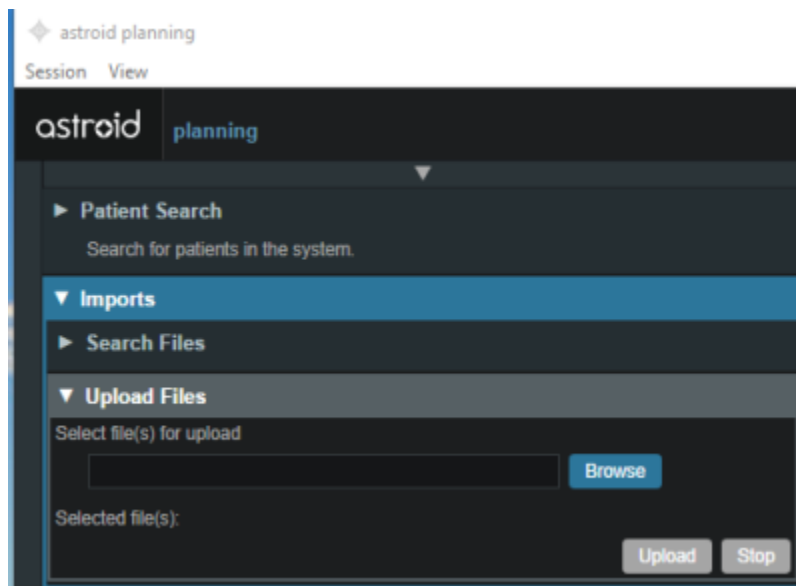 astroid planning
Session View
astroid planning
Patient Search
Search for patients in the system.
Imports
Search Files
Upload Files
Select file(s) for upload
Browse
Selected file(s):
Upload Stop